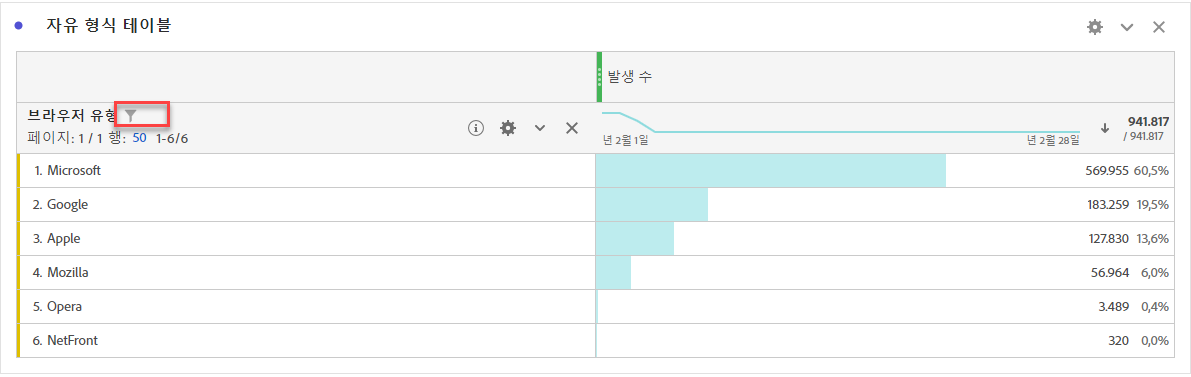 자유 형식 테이블
발생 수
브라우저 유형
페이지: 1 / 1 행: 50 1-6/6
년 2월 1일
년 2월 28일
941.817
/ 941.817
1. Microsoft 569.955 60,5%
2. Google 183.259 19,5%
3. Apple 127.830 13,6%
4. Mozilla 56.964 6,0%
5. Opera 3.489 0,4%
6. NetFront 320 0,0%